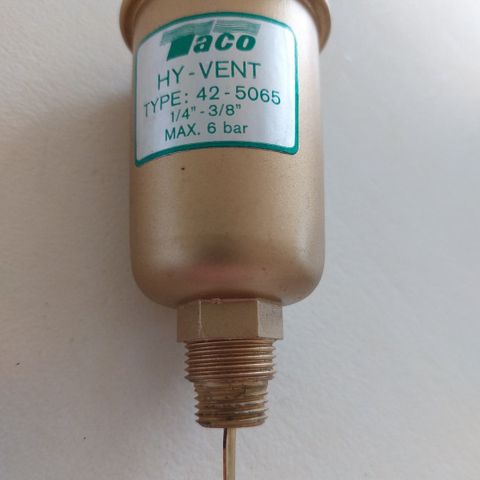 Taco
HY-VENT
TYPE: 42-5065
1/4"-3/8"
MAX. 6 bar